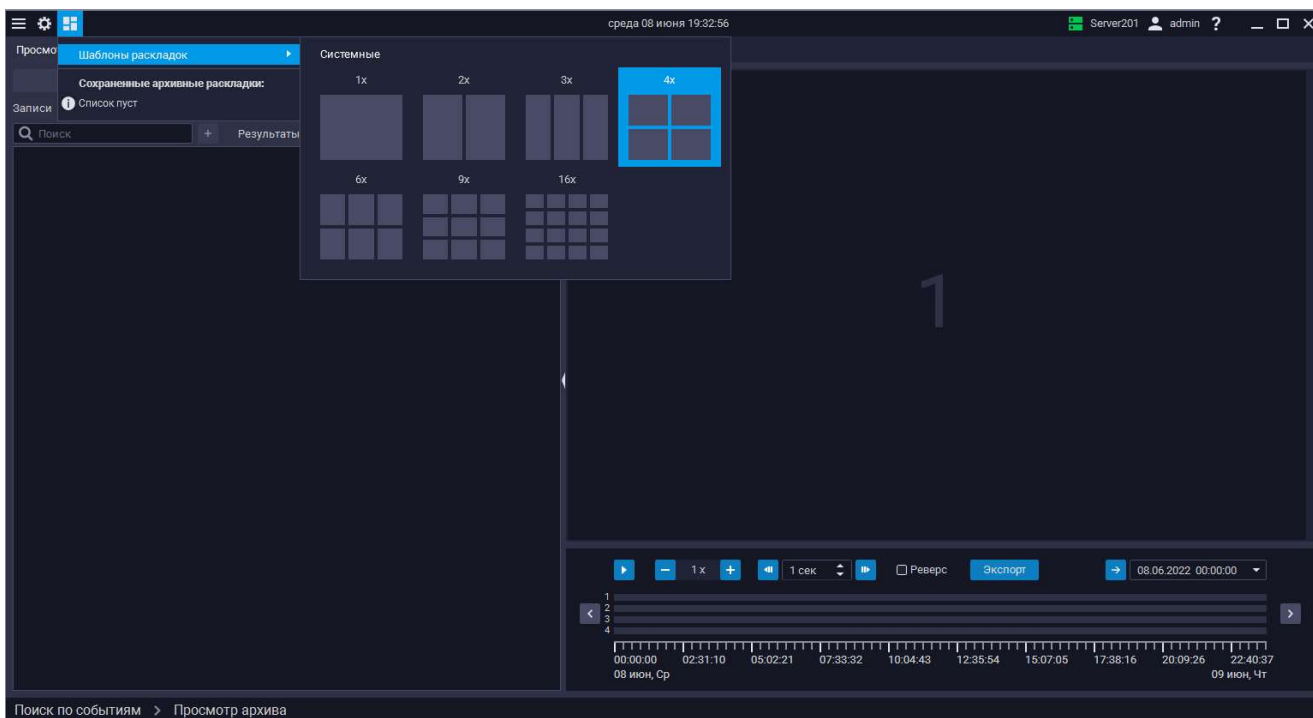 среда 08 июня 19:32:56
Server201 admin ?
Шаблоны раскладок
Сохраненные архивные раскладки:
Список пуст
Записи
Поиск + Результаты
Системные
1x 2x 3x 4x
6x 9x 16x
1
1 x 1 сек Реверс Экспорт 08.06.2022 00:00:00
1
2
3
4
00:00:00 02:31:10 05:02:21 07:33:32 10:04:43 12:35:54 15:07:05 17:38:16 20:09:26 22:40:37
08 июн, Ср 09 июн, Чт
Поиск по событиям > Просмотр архива